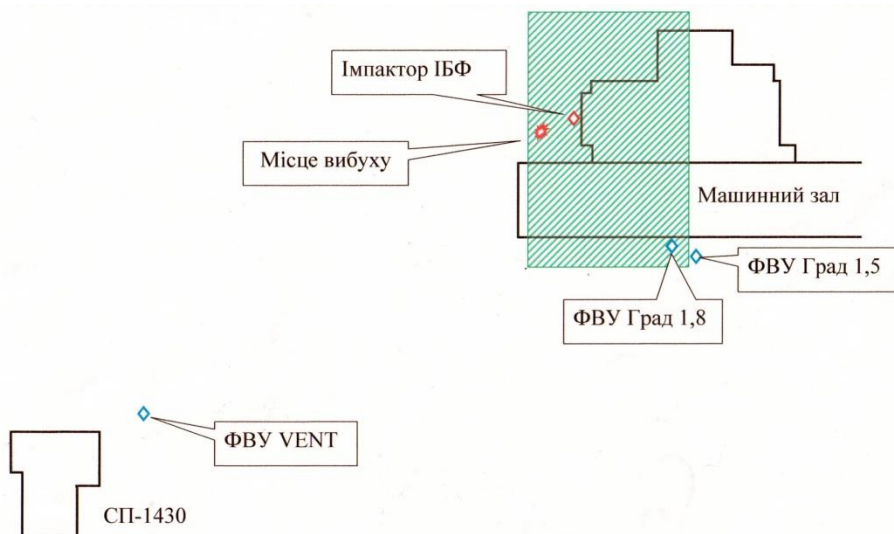 Імпактор ІБФ
Місце вибуху
Машинний зал
ФВУ Град 1,5
ФВУ Град 1,8
ФВУ VENT
СП-1430